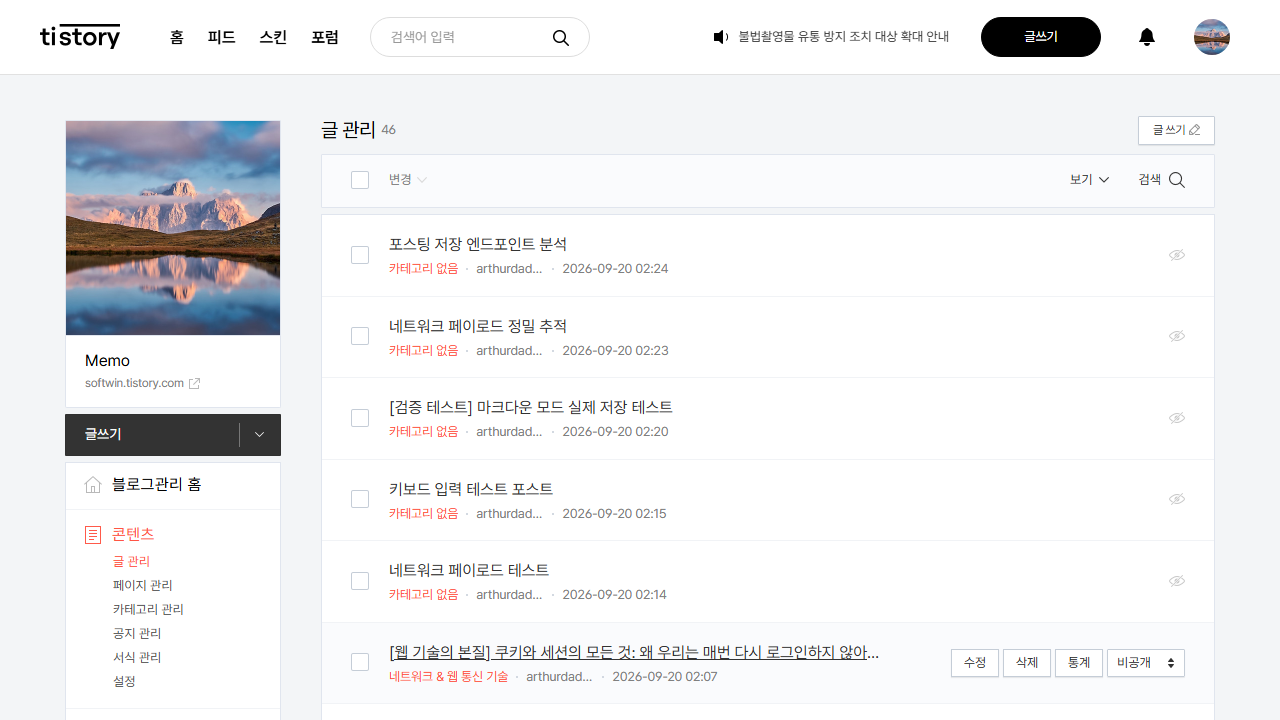 tistory
홈 피드 스킨 포럼
검색어 입력
불법촬영물 유통 방지 조치 대상 확대 안내
글쓰기
Memo
softwin.tistory.com
글쓰기
블로그관리 홈
콘텐츠
글 관리
페이지 관리
카테고리 관리
공지 관리
서식 관리
설정
글 관리 46
글 쓰기
변경
보기
검색
포스팅 저장 엔드포인트 분석
카테고리 없음 · arthurdad... · 2026-09-20 02:24
네트워크 페이로드 정밀 추적
카테고리 없음 · arthurdad... · 2026-09-20 02:23
[검증 테스트] 마크다운 모드 실제 저장 테스트
카테고리 없음 · arthurdad... · 2026-09-20 02:20
키보드 입력 테스트 포스트
카테고리 없음 · arthurdad... · 2026-09-20 02:15
네트워크 페이로드 테스트
카테고리 없음 · arthurdad... · 2026-09-20 02:14
[웹 기술의 본질] 쿠키와 세션의 모든 것: 왜 우리는 매번 다시 로그인하지 않아...
네트워크 & 웹 통신 기술 · arthurdad... · 2026-09-20 02:07
수정 삭제 통계 비공개